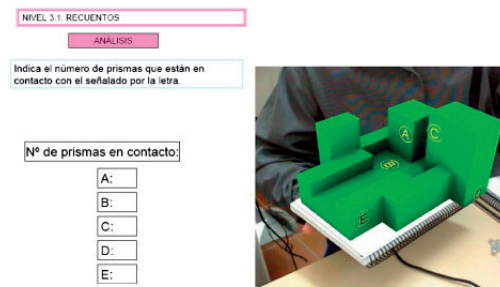 NIVEL 3.1. RECUENTOS
ANÁLISIS
Indica el número de prismas que están en
contacto con el señalado por la letra.
Nº de prismas en contacto:
A:
B:
C:
D:
E:
A
C
B
E